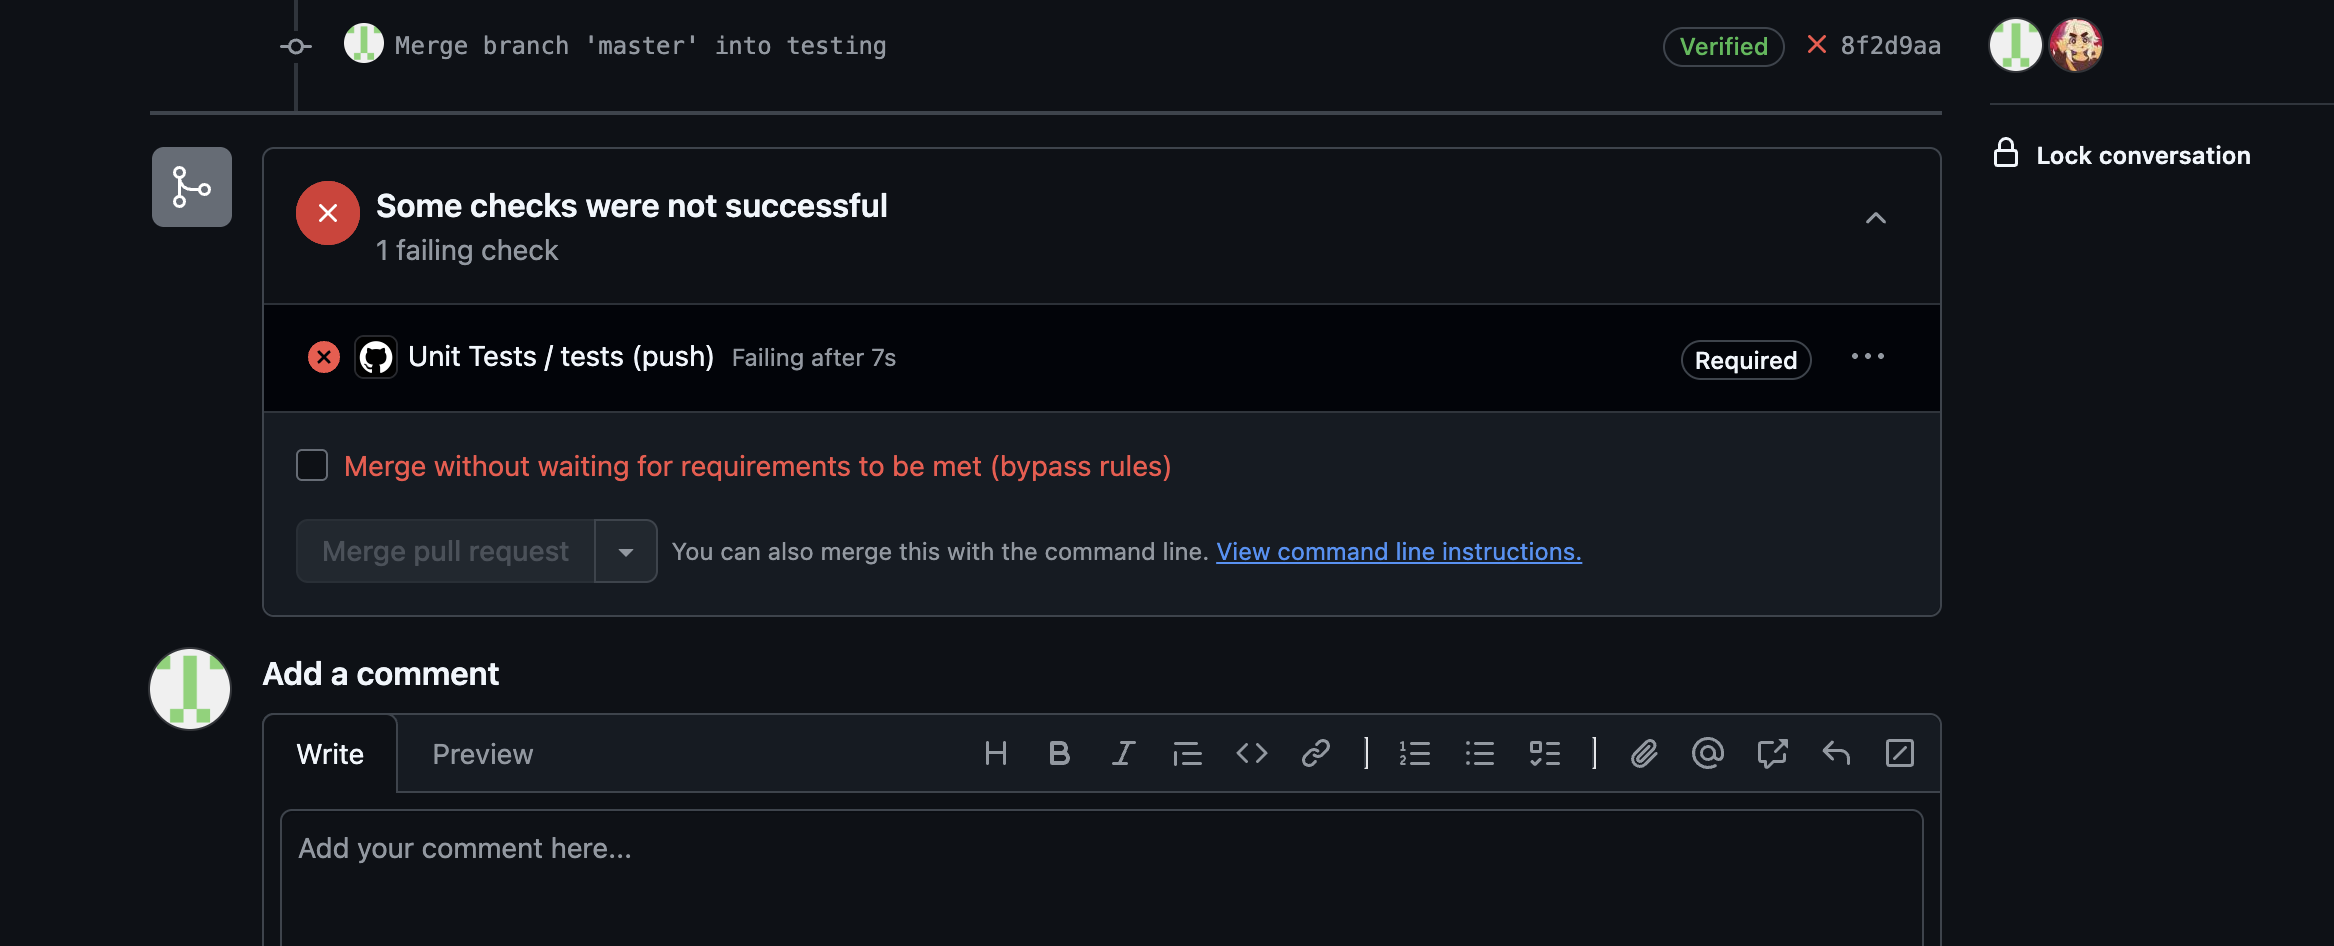 Merge branch 'master' into testing
Verified
8f2d9aa
Lock conversation
Some checks were not successful
1 failing check
Unit Tests / tests (push) Failing after 7s
Required
Merge without waiting for requirements to be met (bypass rules)
Merge pull request
You can also merge this with the command line. View command line instructions.
Add a comment
Write
Preview
Add your comment here...